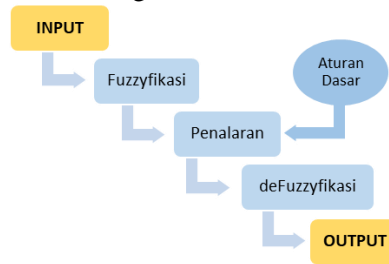 INPUT
Fuzzyfikasi
Aturan
Dasar
Penalaran
deFuzzyfikasi
OUTPUT